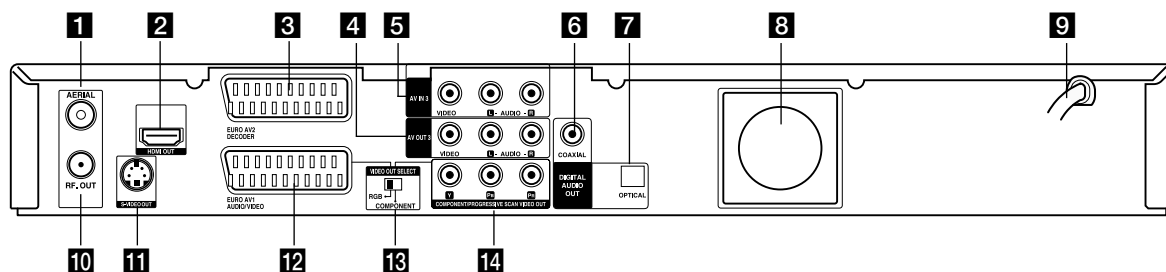 1
2
3
4
5
6
7
8
9
AERIAL
HDMI OUT
RF. OUT
S-VIDEO OUT
EURO AV2
DECODER
EURO AV1
AUDIO/VIDEO
AV IN 3
VIDEO L - AUDIO - R
AV OUT 3
VIDEO L - AUDIO - R
VIDEO OUT SELECT
RGB
COMPONENT
Y
COMPONENT/PROGRESSIVE SCAN VIDEO OUT
COAXIAL
DIGITAL
AUDIO
OUT
OPTICAL
10
11
12
13
14